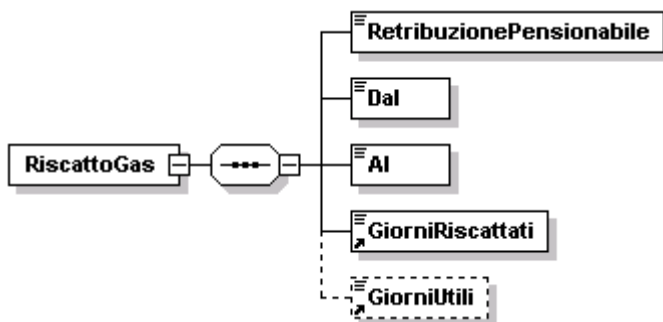 RetribuzionePensionabile
Dal
RiscattoGas
Al
GiorniRiscattati
GiorniUtili